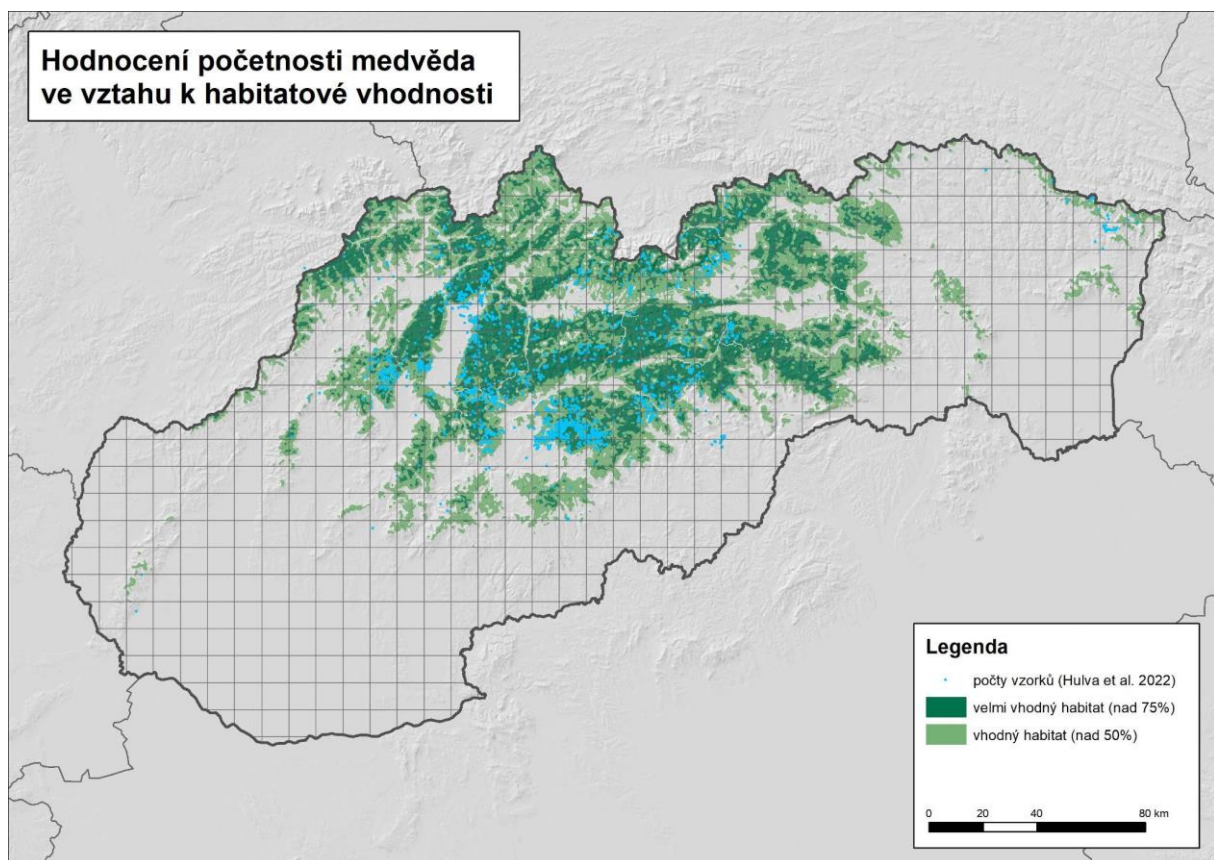 Hodnocení početnosti medvěda
ve vztahu k habitatové vhodnosti
Legenda
počty vzorků (Hulva et al. 2022)
velmi vhodný habitat (nad 75%)
vhodný habitat (nad 50%)
0 20 40 80 km